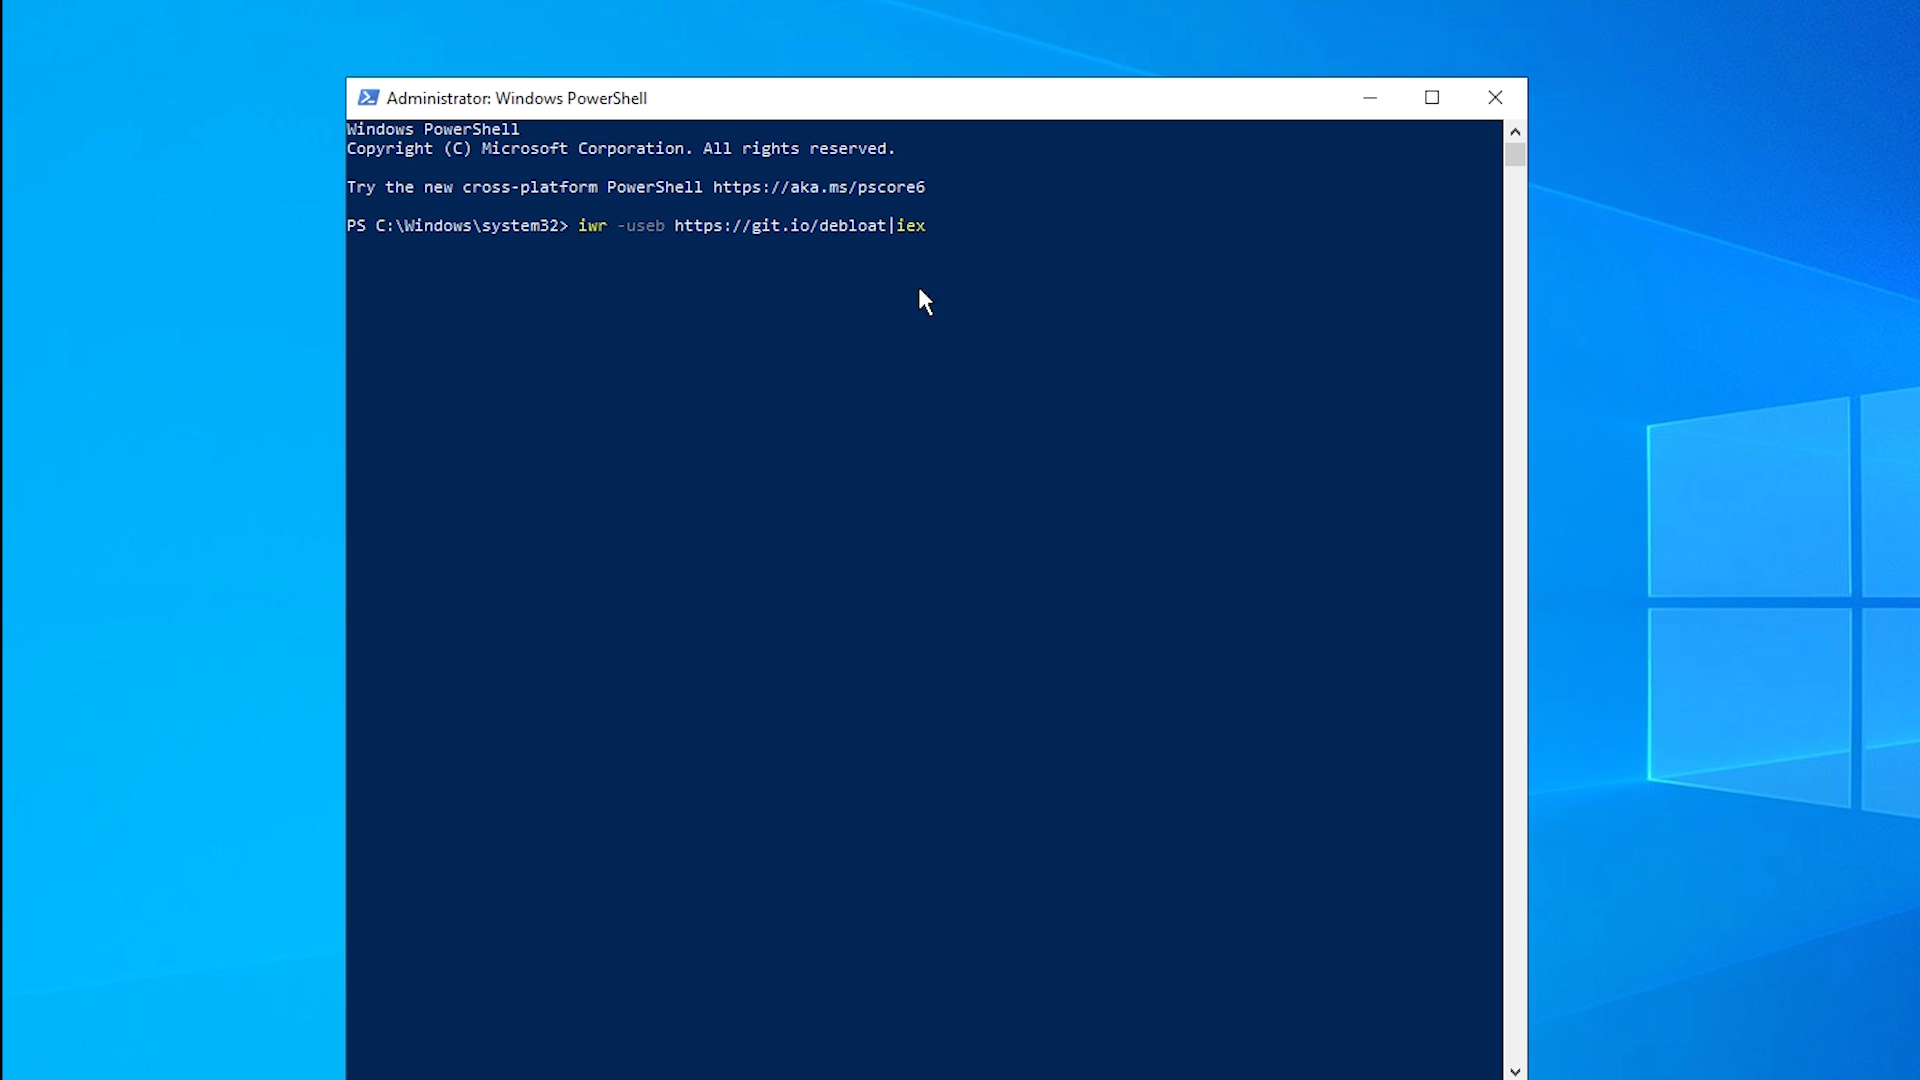 Administrator: Windows PowerShell
Windows PowerShell
Copyright (C) Microsoft Corporation. All rights reserved.
Try the new cross-platform PowerShell https://aka.ms/pscore6
PS C:\Windows\system32> iwr -useb https://git.io/debloat|iex